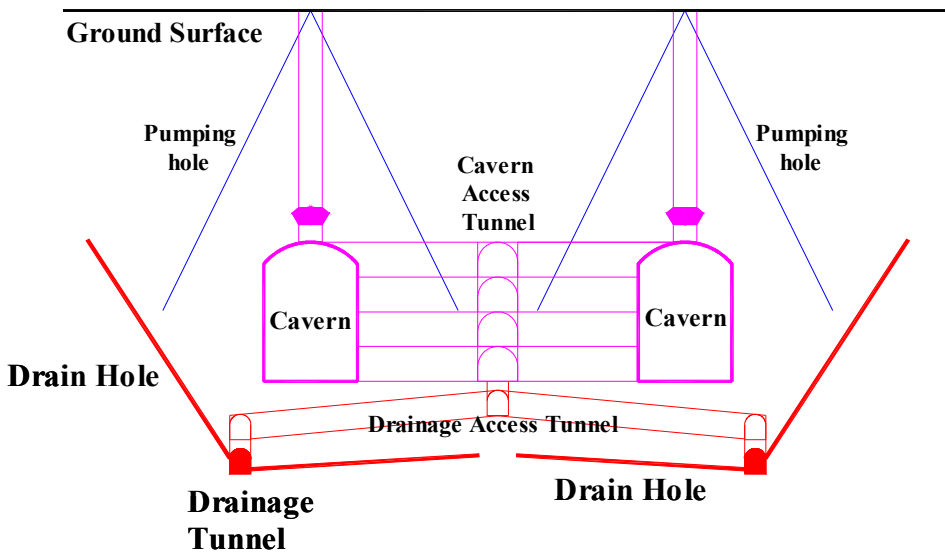 Ground Surface
Pumping
hole
Pumping
hole
Cavern
Access
Tunnel
Cavern
Cavern
Drain Hole
Drainage Access Tunnel
Drain Hole
Drainage
Tunnel